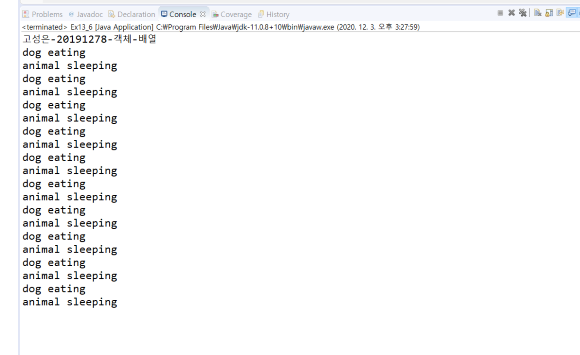 Problems Javadoc Declaration Console Coverage History
<terminated> Ex13_6 [Java Application] C:₩Program Files₩Java₩jdk-11.0.8+10₩bin₩javaw.exe (2020. 12. 3. 오후 3:27:59)
고성은-20191278-객체-배열
dog eating
animal sleeping
dog eating
animal sleeping
dog eating
animal sleeping
dog eating
animal sleeping
dog eating
animal sleeping
dog eating
animal sleeping
dog eating
animal sleeping
dog eating
animal sleeping
dog eating
animal sleeping
dog eating
animal sleeping